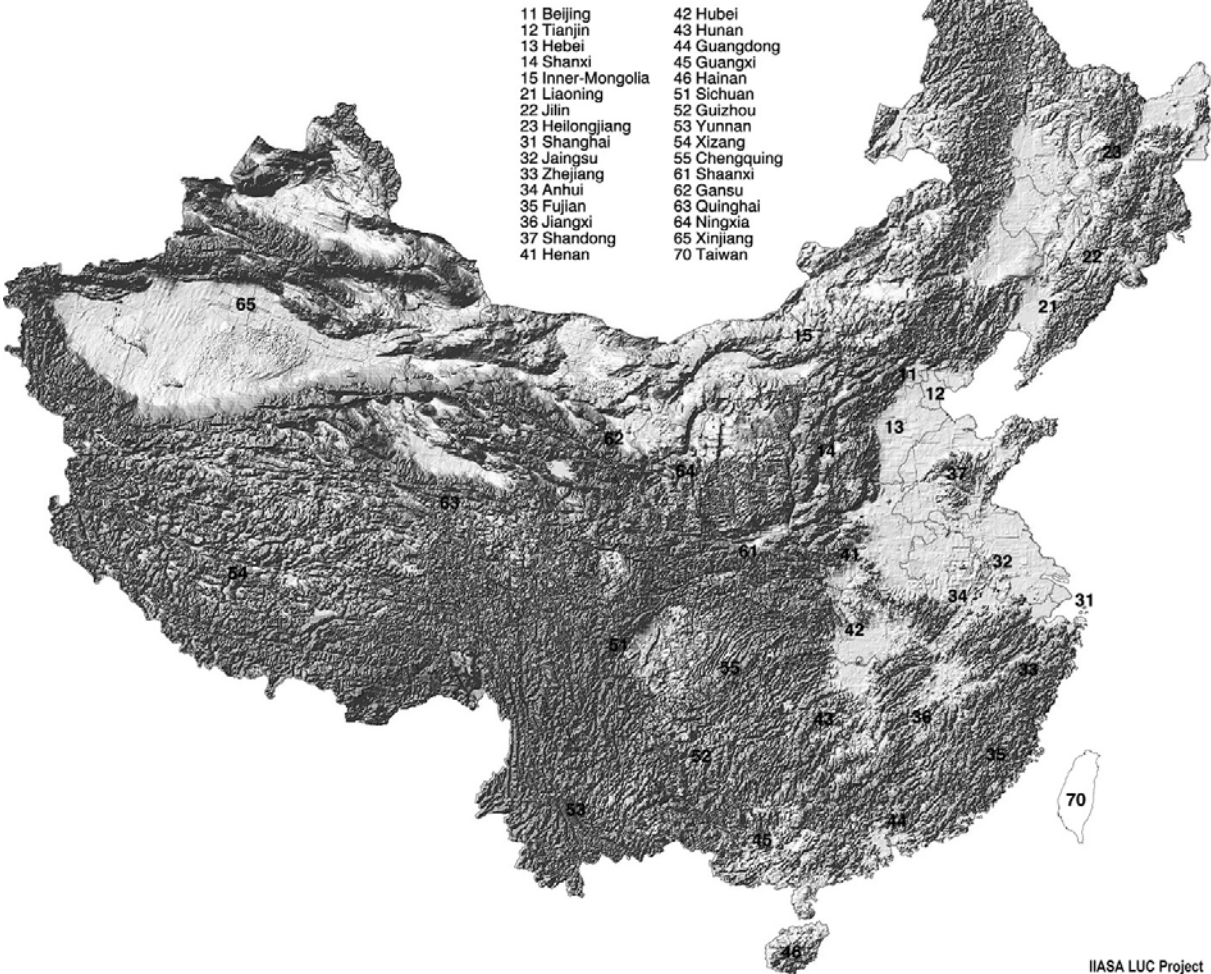 11 Beijing
12 Tianjin
13 Hebei
14 Shanxi
15 Inner-Mongolia
21 Liaoning
22 Jilin
23 Heilongjiang
31 Shanghai
32 Jaingsu
33 Zhejiang
34 Anhui
35 Fujian
36 Jiangxi
37 Shandong
41 Henan
42 Hubei
43 Hunan
44 Guangdong
45 Guangxi
46 Hainan
51 Sichuan
52 Guizhou
53 Yunnan
54 Xizang
55 Chengquing
61 Shaanxi
62 Gansu
63 Quinghai
64 Ningxia
65 Xinjiang
70 Taiwan
23
22
65
21
15
11
12
13
62
14
64
37
63
61
41
32
54
34
31
42
51
55
33
43
36
52
35
70
53
44
45
46
IIASA LUC Project